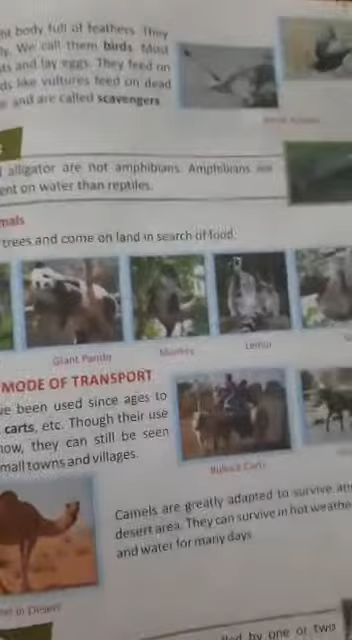 nt body full of feathers. They
ly. We call them birds. Most
ts and lay eggs. They feed on
ds like vultures feed on dead
and are called scavengers.
alligator are not amphibians. Amphibians are
ent on water than reptiles.
mals
trees and come on land in search of food.
Giant Panda
Monkey
Lemur
MODE OF TRANSPORT
ve been used since ages to
carts, etc. Though their use
now, they can still be seen
mall towns and villages.
Bullock Carts
Camels are greatly adapted to survive
desert area. They can survive in hot weathe
and water for many days
in Desert
by one or two